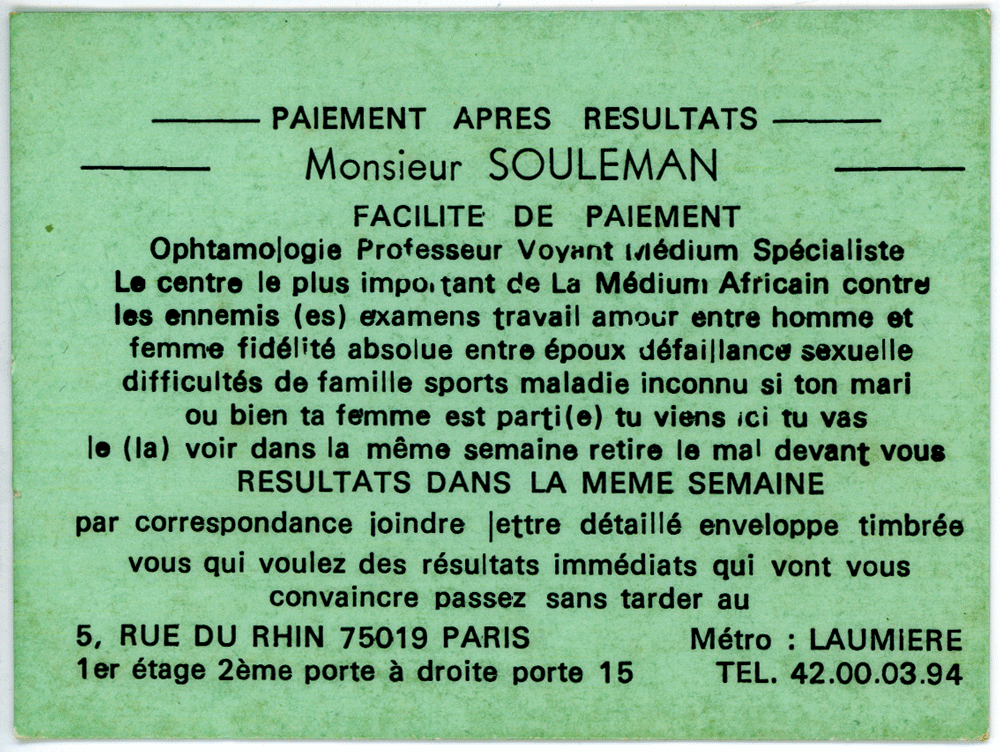 PAIEMENT APRES RESULTATS
Monsieur SOULEMAN
FACILITE DE PAIEMENT
Ophtamologie Professeur Voyant Médium Spécialiste
Le centre le plus important de La Médium Africain contre
les ennemis (es) examens travail amour entre homme et
femme fidélité absolue entre époux défaillance sexuelle
difficultés de famille sports maladie inconnu si ton mari
ou bien ta femme est parti(e) tu viens ici tu vas
le (la) voir dans la même semaine retire le mal devant vous
RESULTATS DANS LA MEME SEMAINE
par correspondance joindre lettre détaillé enveloppe timbrée
vous qui voulez des résultats immédiats qui vont vous
convaincre passez sans tarder au
5, RUE DU RHIN 75019 PARIS Métro : LAUMIERE
1er étage 2ème porte à droite porte 15 TEL. 42.00.03.94